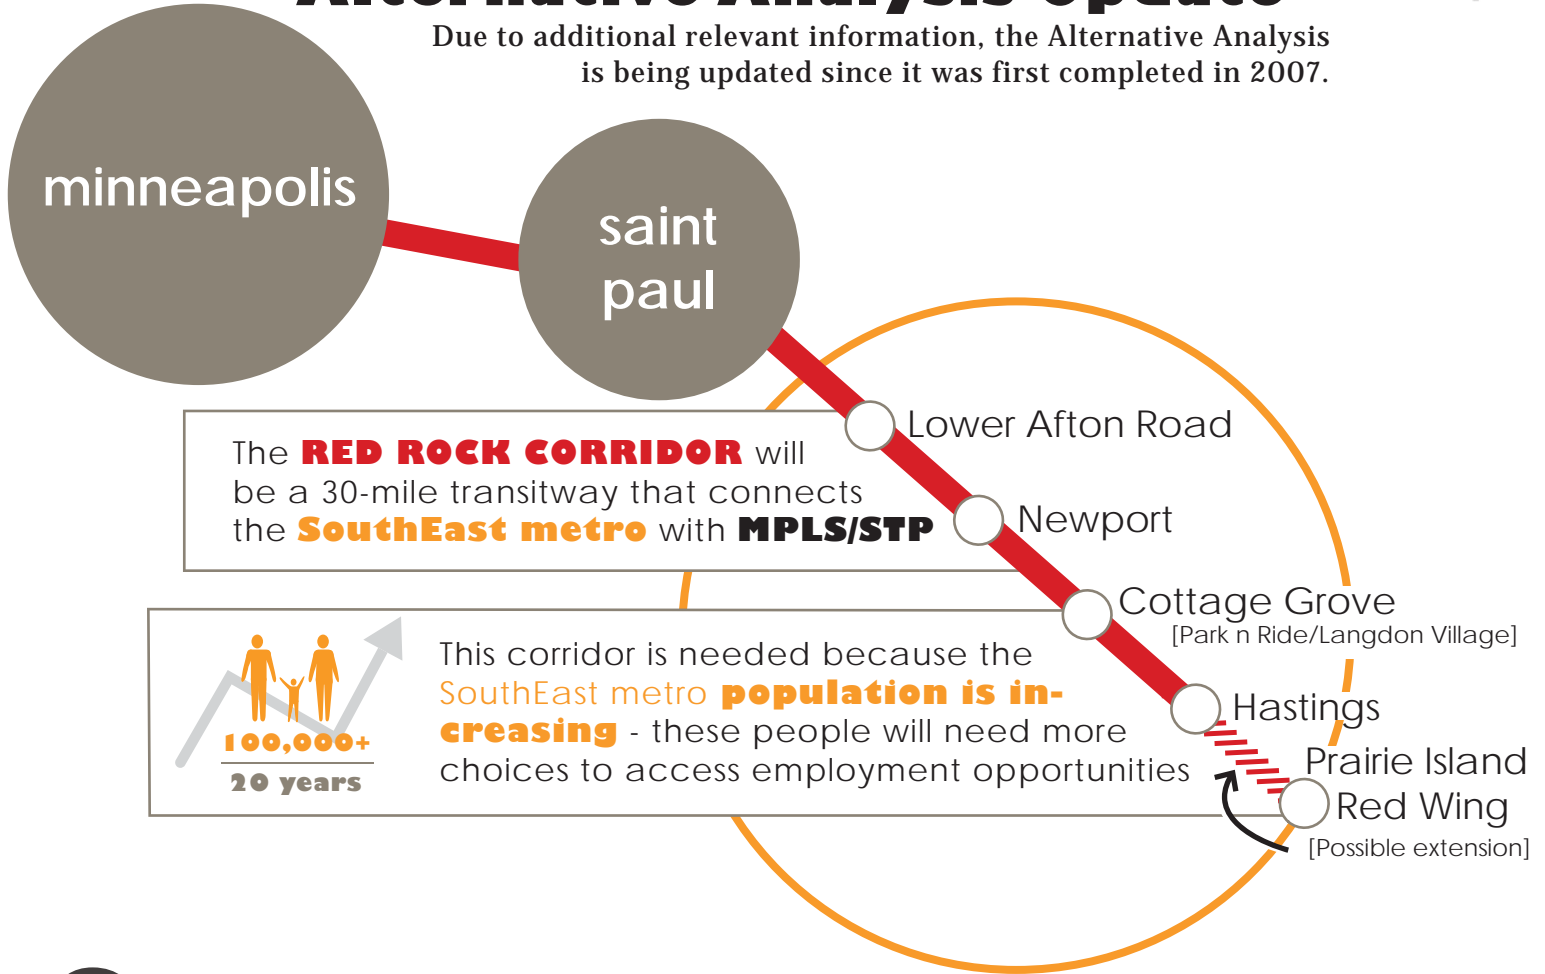 Alternative Analysis Update
Due to additional relevant information, the Alternative Analysis
is being updated since it was first completed in 2007.
minneapolis
saint
paul
Lower Afton Road
The RED ROCK CORRIDOR will
be a 30-mile transitway that connects
the SouthEast metro with MPLS/STP
Newport
Cottage Grove
[Park n Ride/Langdon Village]
This corridor is needed because the
SouthEast metro population is in-
creasing - these people will need more
choices to access employment opportunities
100,000+
20 years
Hastings
Prairie Island
Red Wing
[Possible extension]